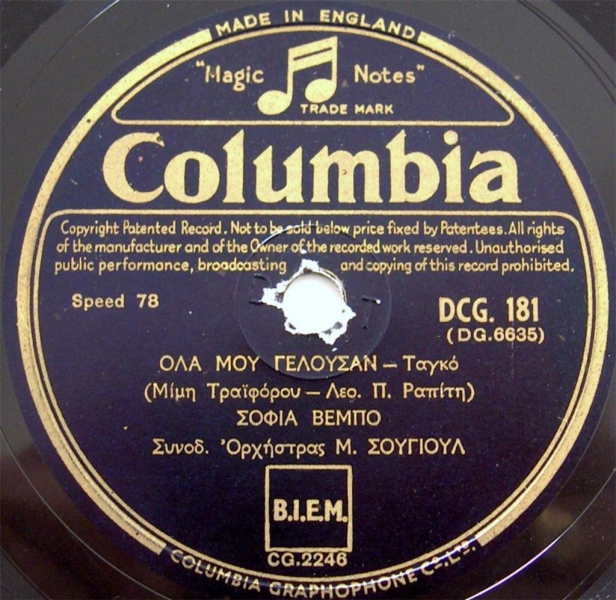 MADE IN ENGLAND
"Magic Notes"
TRADE MARK
Columbia
Copyright Patented Record. Not to be sold below price fixed by Patentees. All rights
of the manufacturer and of the Owner of the recorded work reserved. Unauthorised
public performance, broadcasting and copying of this record prohibited.
Speed 78
DCG. 181
(DG.6635)
ΟΛΑ ΜΟΥ ΓΕΛΟΥΣΑΝ – Ταγκό
(Μίμη Τραϊφόρου – Λεο. Π. Ραπίτη)
ΣΟΦΙΑ ΒΕΜΠΟ
Συνοδ. Ὀρχήστρας Μ. ΣΟΥΓΙΟΥΛ
B.I.E.M.
CG.2246
COLUMBIA GRAPHOPHONE Co. LTD.